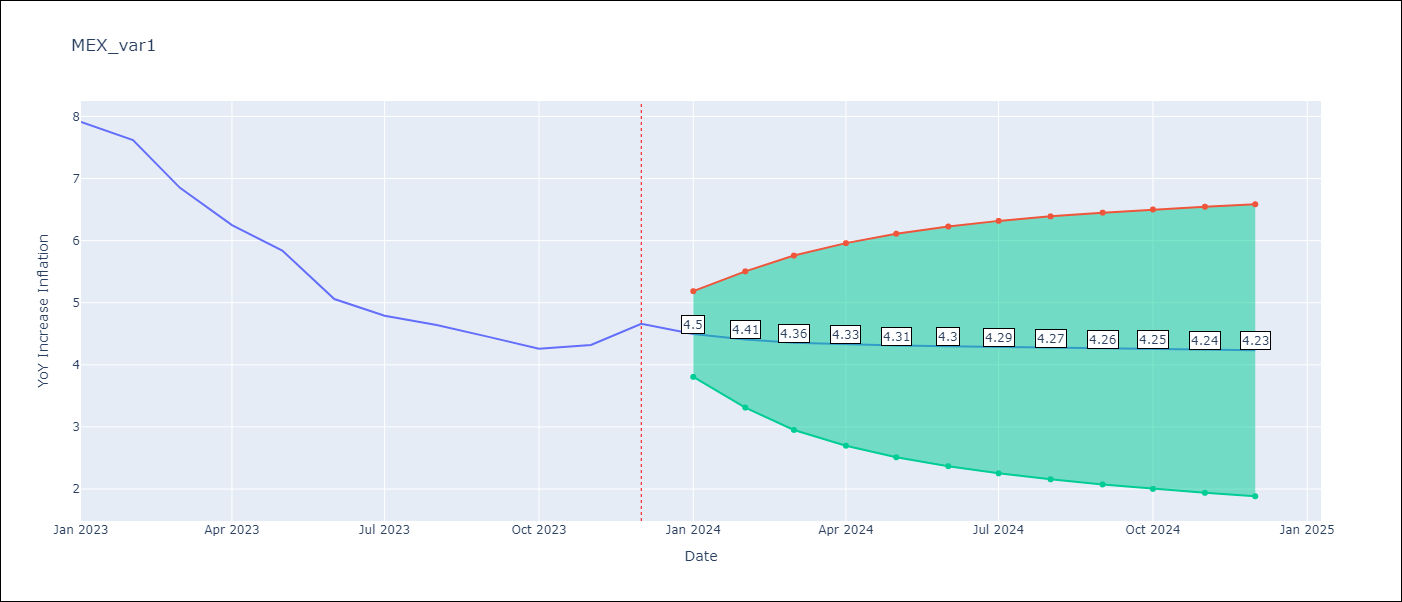 MEX_var1
YoY Increase Inflation
8
7
6
5
4
3
2
4.5
4.41
4.36
4.33
4.31
4.3
4.29
4.27
4.26
4.25
4.24
4.23
Jan 2023
Apr 2023
Jul 2023
Oct 2023
Jan 2024
Apr 2024
Jul 2024
Oct 2024
Jan 2025
Date